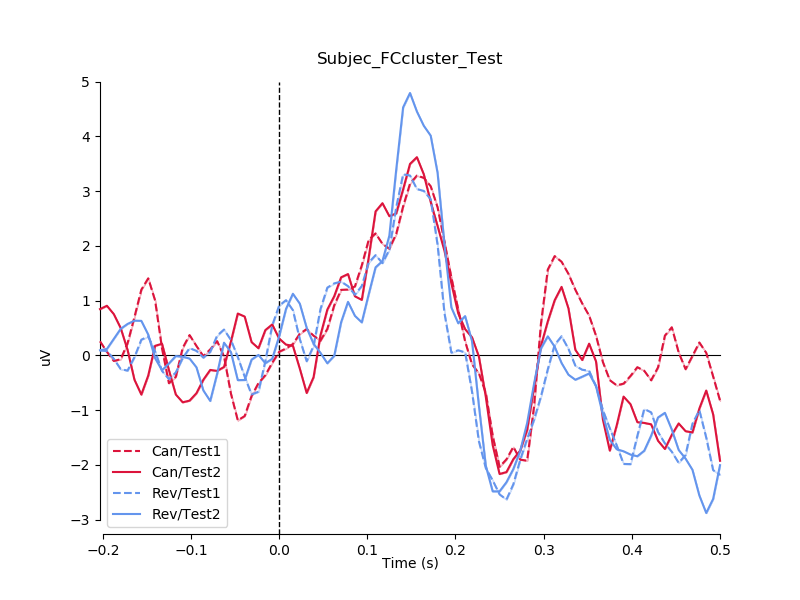 Subjec_FCcluster_Test
uV
5
4
3
2
1
0
−1
−2
−3
Can/Test1
Can/Test2
Rev/Test1
Rev/Test2
−0.2
−0.1
0.0
0.1
0.2
0.3
0.4
0.5
Time (s)